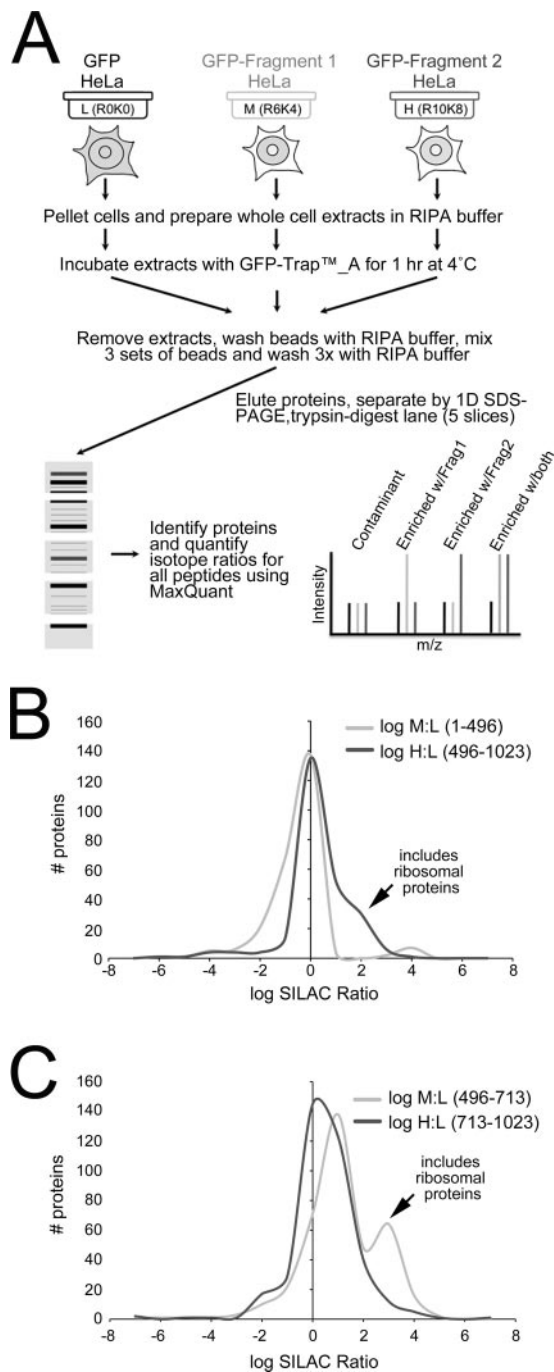 A
GFP
HeLa
L (R0K0)
GFP-Fragment 1
HeLa
M (R6K4)
GFP-Fragment 2
HeLa
H (R10K8)
Pellet cells and prepare whole cell extracts in RIPA buffer
Incubate extracts with GFP-Trap™_A for 1 hr at 4˚C
Remove extracts, wash beads with RIPA buffer, mix
3 sets of beads and wash 3x with RIPA buffer
Elute proteins, separate by 1D SDS-
PAGE,trypsin-digest lane (5 slices)
Identify proteins
and quantify
isotope ratios for
all peptides using
MaxQuant
Contaminant
Enriched w/Frag1
Enriched w/Frag2
Enriched w/both
Intensity
m/z
B
160
140
120
100
80
60
40
20
0
# proteins
log M:L (1-496)
log H:L (496-1023)
includes
ribosomal
proteins
-8 -6 -4 -2 0 2 4 6 8
log SILAC Ratio
C
160
140
120
100
80
60
40
20
0
# proteins
log M:L (496-713)
log H:L (713-1023)
includes
ribosomal
proteins
-8 -6 -4 -2 0 2 4 6 8
log SILAC Ratio